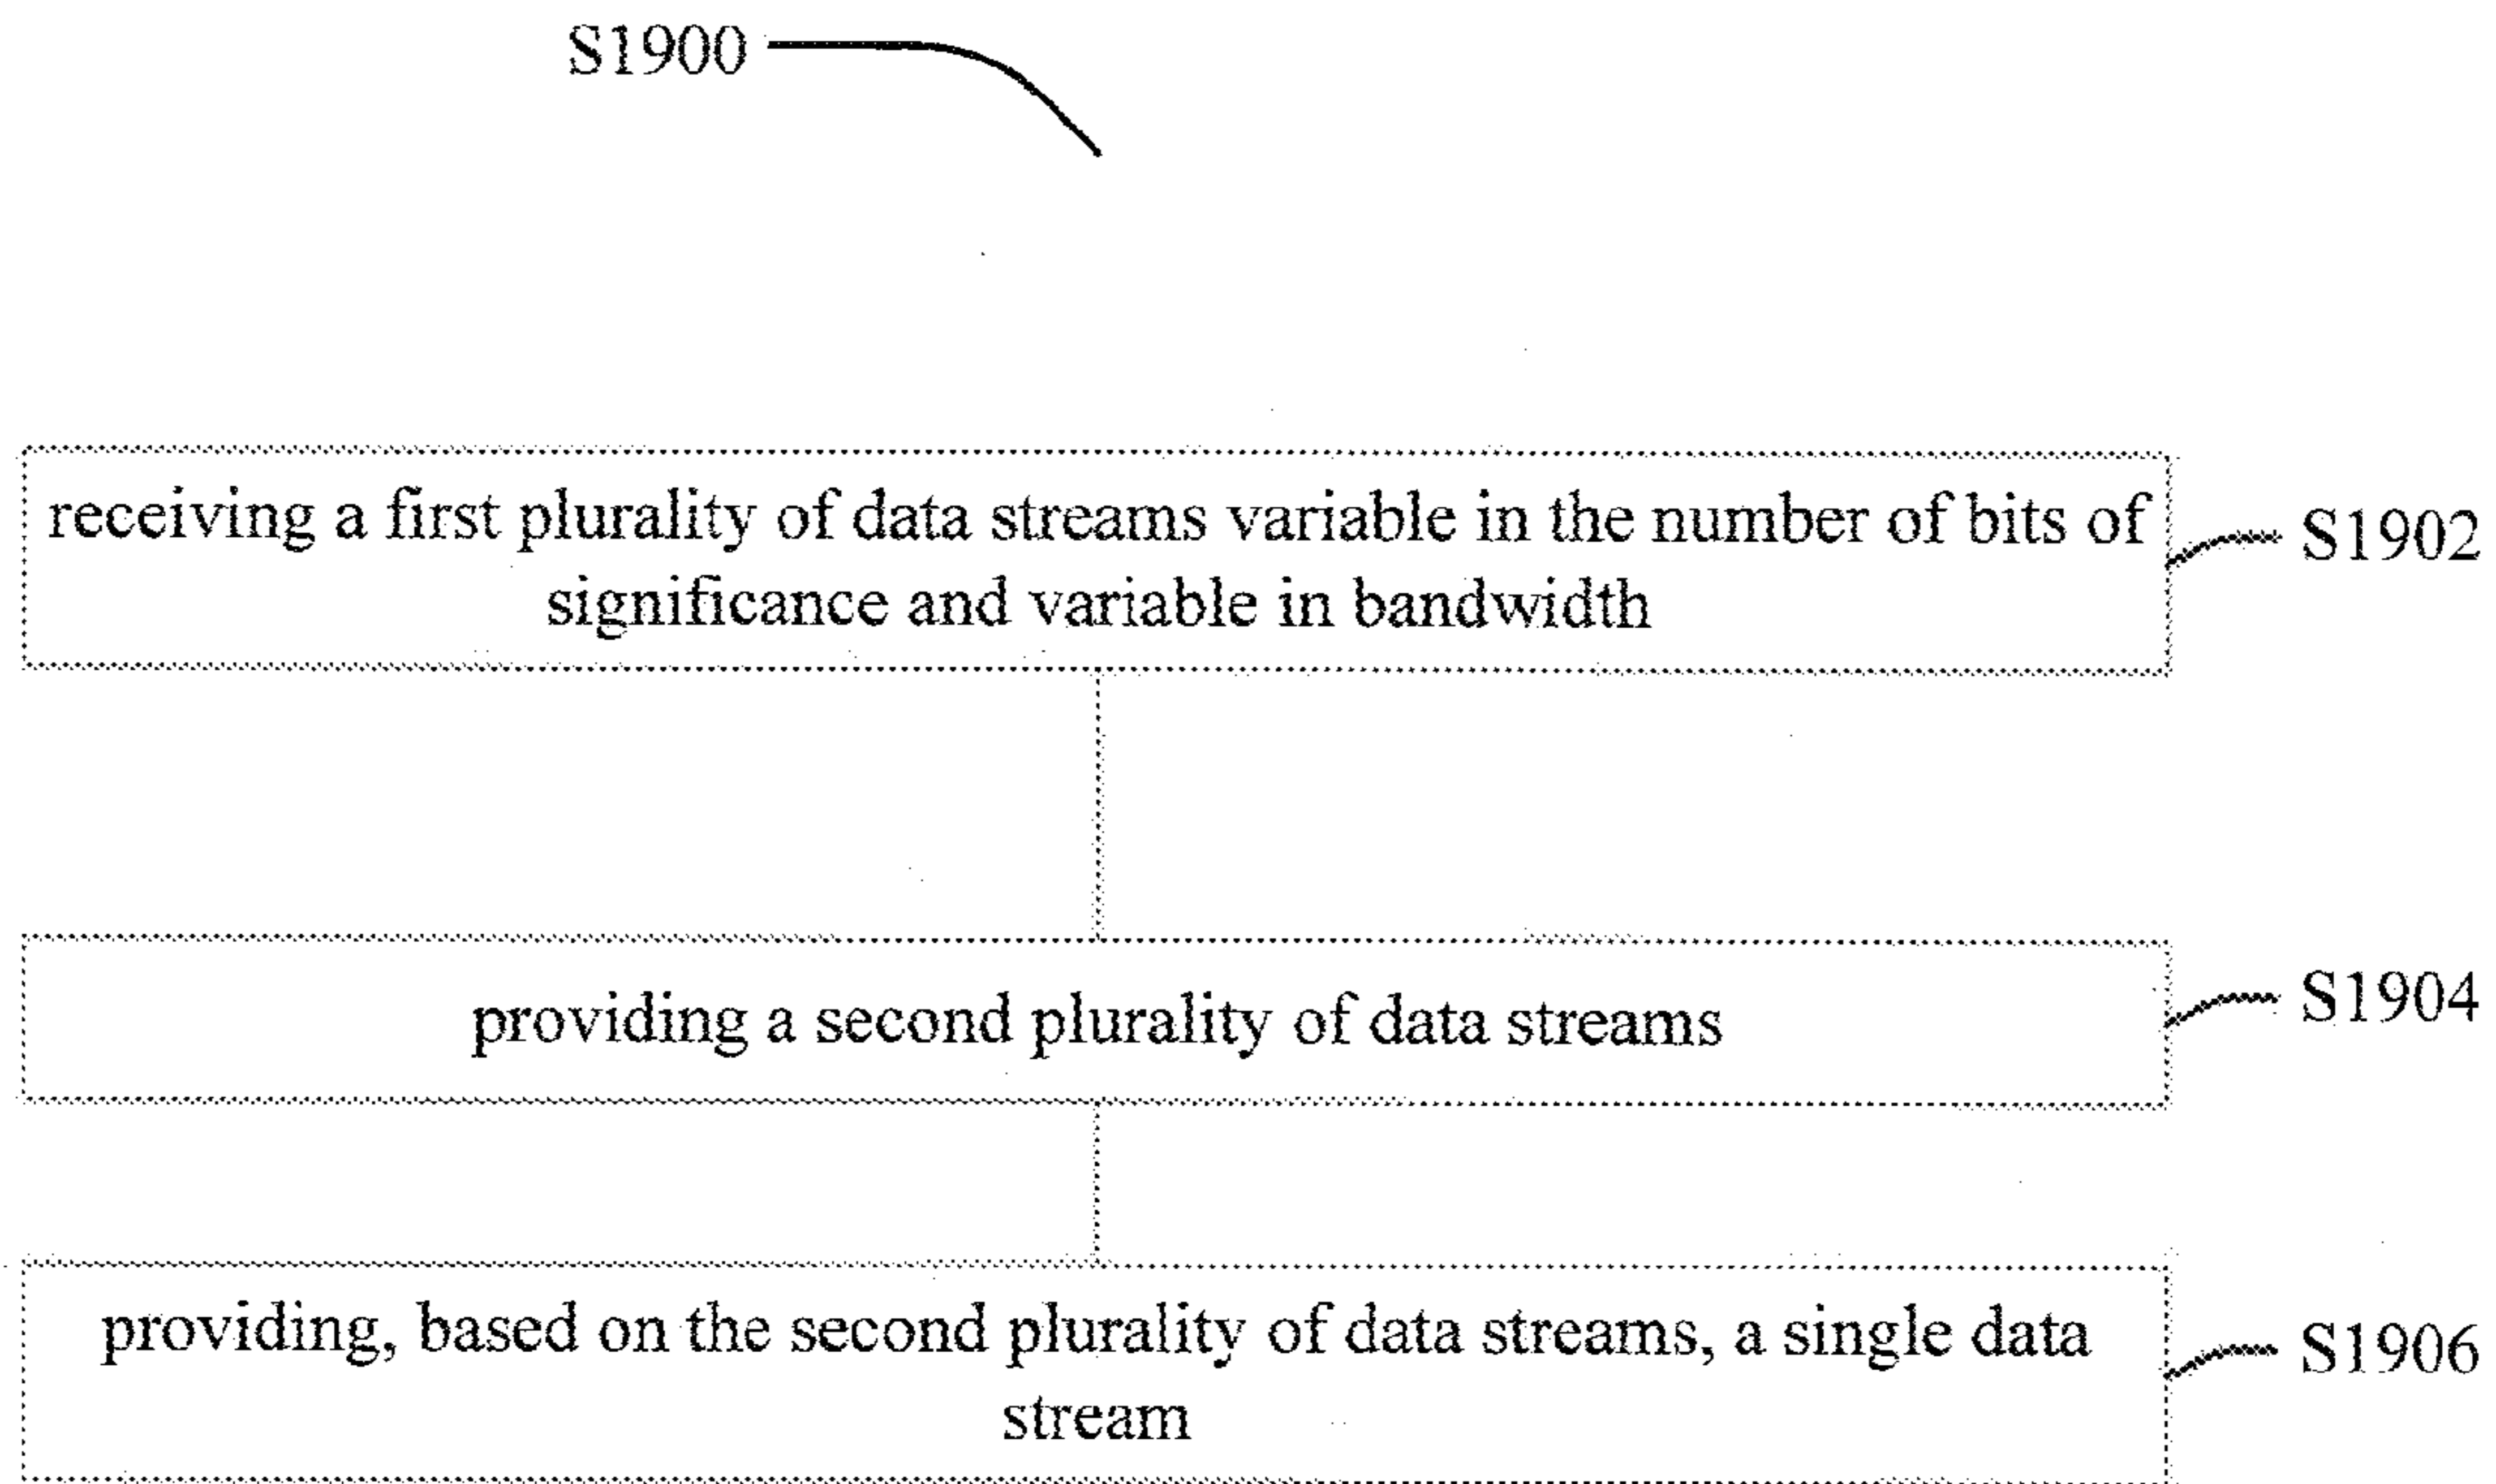 S1900
receiving a first plurality of data streams variable in the number of bits of
significance and variable in bandwidth
S1902
providing a second plurality of data streams
S1904
providing, based on the second plurality of data streams, a single data
stream
S1906